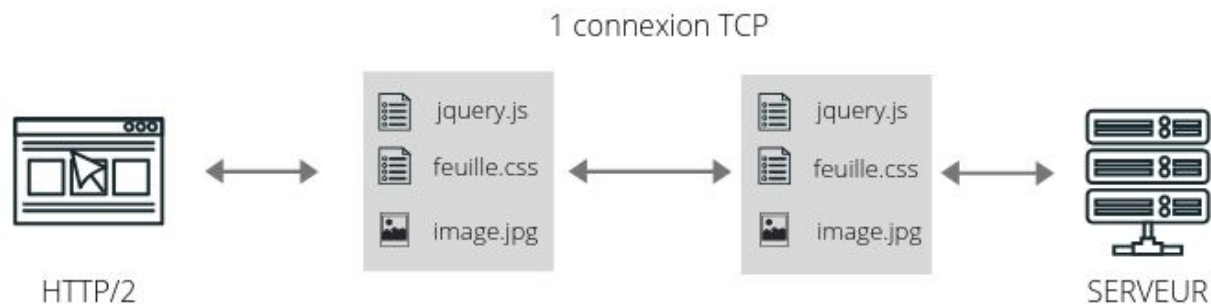 1 connexion TCP
jquery.js
feuille.css
image.jpg
jquery.js
feuille.css
image.jpg
HTTP/2
SERVEUR